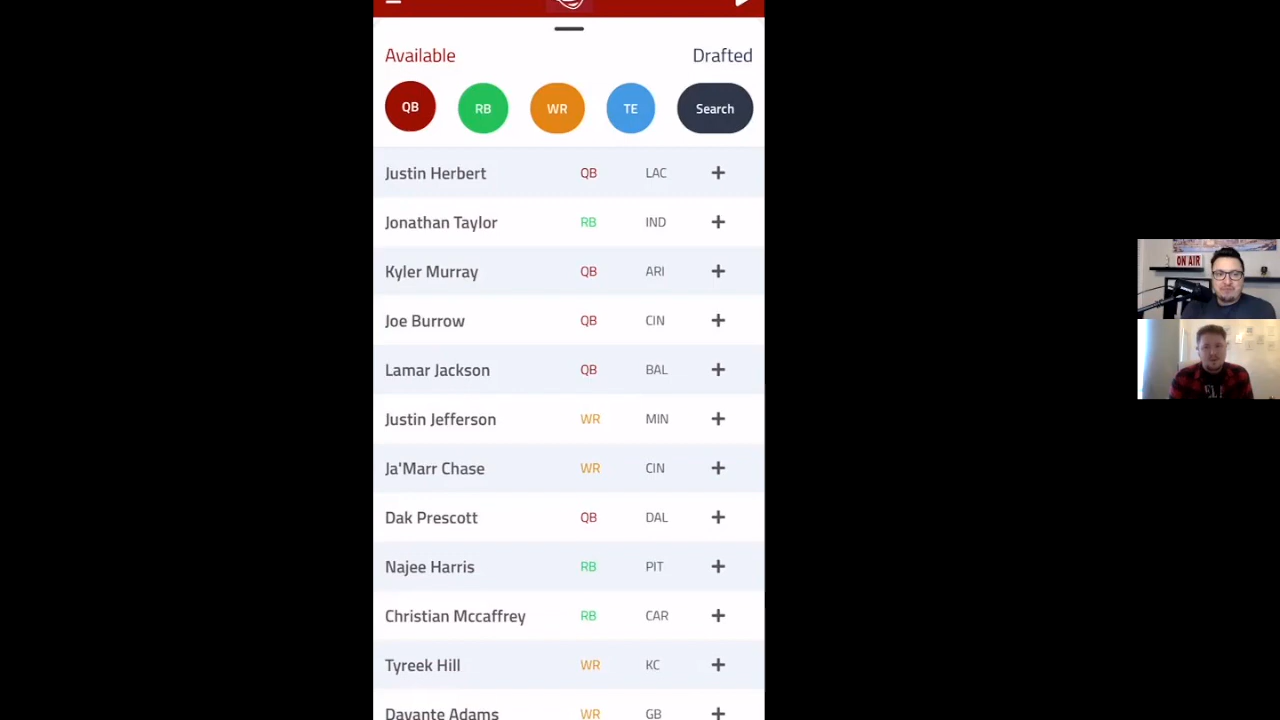 Available Drafted
QB RB WR TE Search
Justin Herbert QB LAC +
Jonathan Taylor RB IND +
Kyler Murray QB ARI +
Joe Burrow QB CIN +
Lamar Jackson QB BAL +
Justin Jefferson WR MIN +
Ja'Marr Chase WR CIN +
Dak Prescott QB DAL +
Najee Harris RB PIT +
Christian Mccaffrey RB CAR +
Tyreek Hill WR KC +
Davante Adams WR GB +
ON AIR